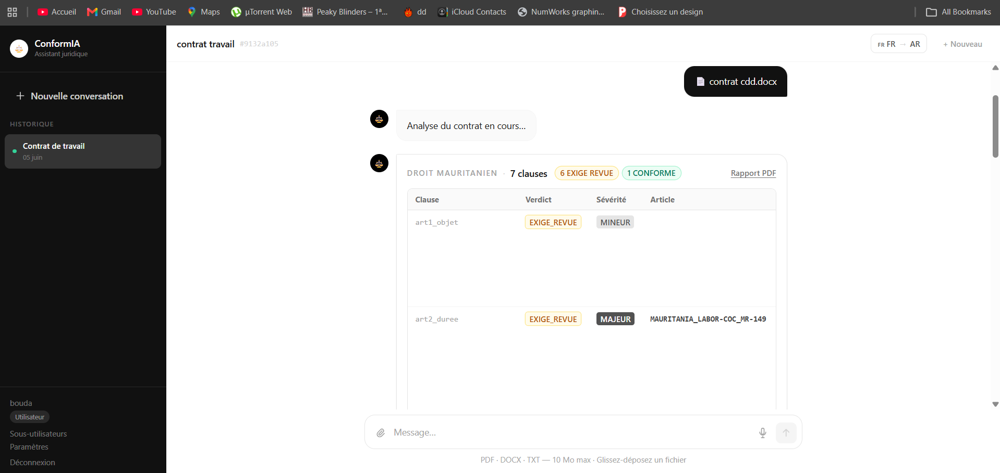 Accueil
Gmail
YouTube
Maps
µTorrent Web
Peaky Blinders – 1ª...
dd
iCloud Contacts
NumWorks graphin...
Choisissez un design
All Bookmarks
ConformIA
Assistant juridique
+ Nouvelle conversation
HISTORIQUE
Contrat de travail
05 juin
bouda
Utilisateur
Sous-utilisateurs
Paramètres
Déconnexion
contrat travail #9132a105
FR FR → AR
+ Nouveau
contrat cdd.docx
Analyse du contrat en cours...
DROIT MAURITANIEN · 7 clauses 6 EXIGE REVUE 1 CONFORME Rapport PDF
Clause Verdict Sévérité Article
art1_objet EXIGE_REVUE MINEUR
art2_duree EXIGE_REVUE MAJEUR MAURITANIA_LABOR-COC_MR-149
Message...
PDF · DOCX · TXT — 10 Mo max · Glissez-déposez un fichier